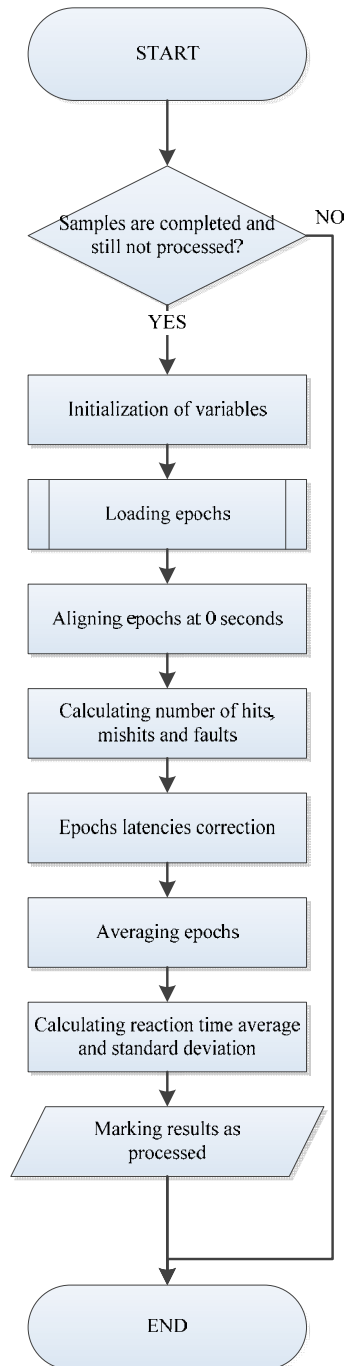 START
Samples are completed and
still not processed?
NO
YES
Initialization of variables
Loading epochs
Aligning epochs at 0 seconds
Calculating number of hits,
mishits and faults
Epochs latencies correction
Averaging epochs
Calculating reaction time average
and standard deviation
Marking results as
processed
END